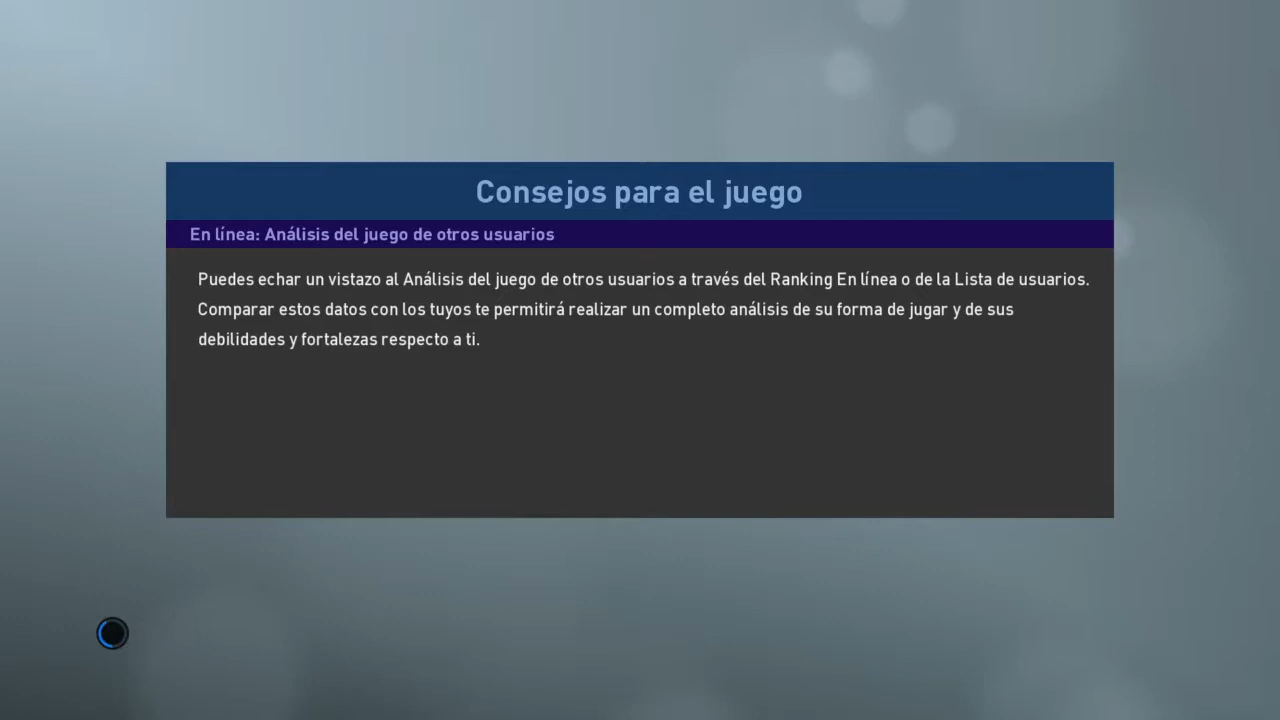 Consejos para el juego
En línea: Análisis del juego de otros usuarios
Puedes echar un vistazo al Análisis del juego de otros usuarios a través del Ranking En línea o de la Lista de usuarios.
Comparar estos datos con los tuyos te permitirá realizar un completo análisis de su forma de jugar y de sus
debilidades y fortalezas respecto a ti.